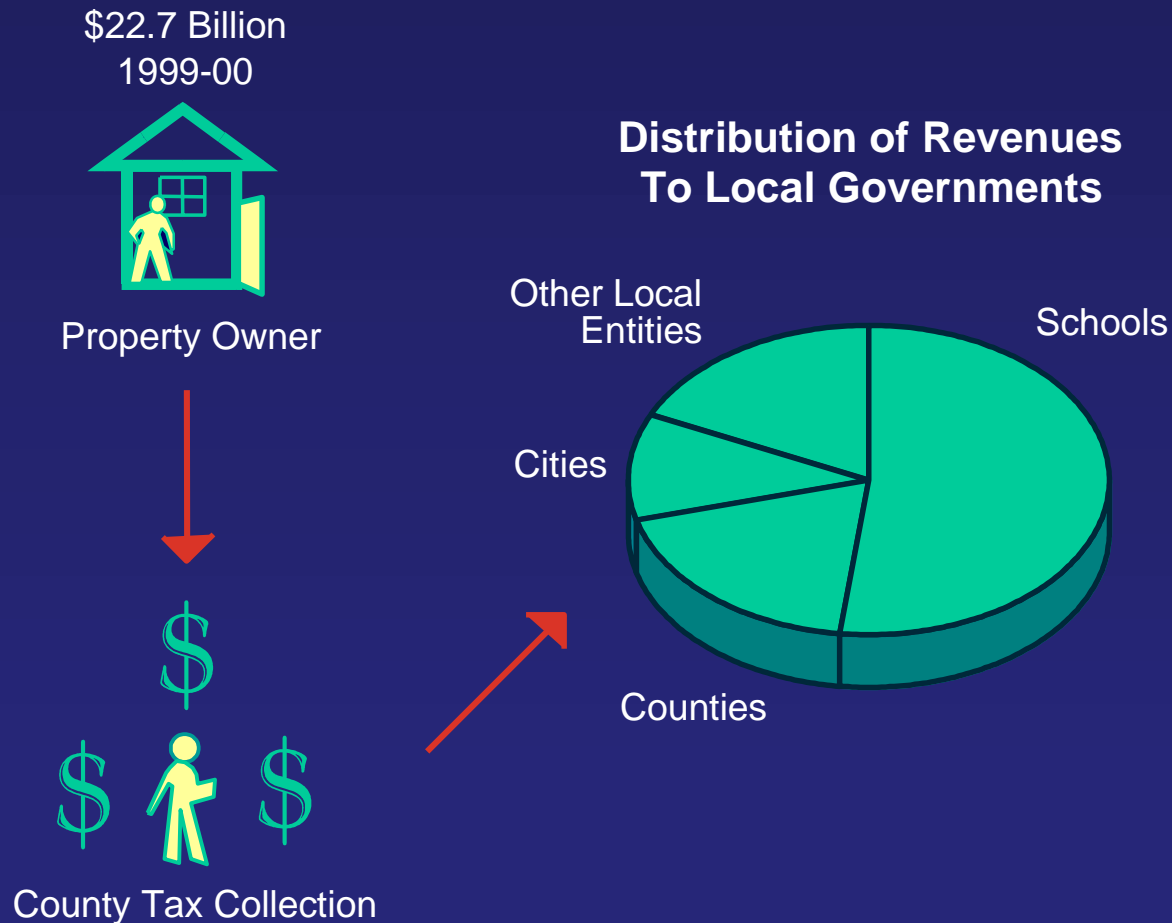 $22.7 Billion
1999-00
Property Owner
$
$
$
County Tax Collection
Distribution of Revenues
To Local Governments
Other Local
Entities
Schools
Cities
Counties